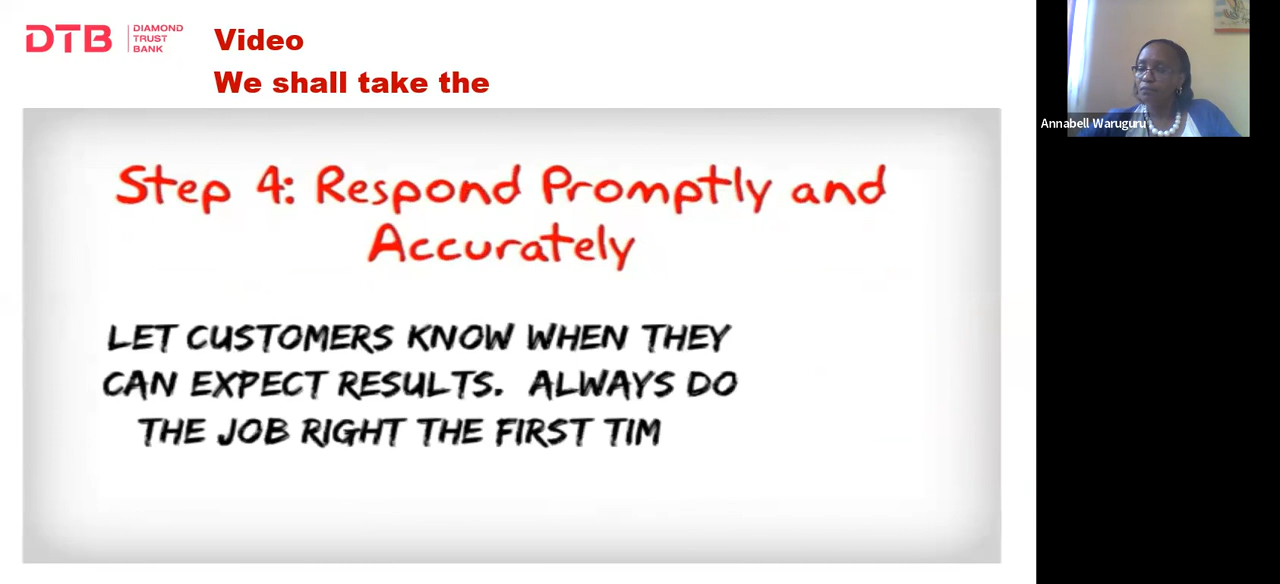 DTB
DIAMOND
TRUST
BANK
Video
We shall take the
Step 4: Respond Promptly and
Accurately
LET CUSTOMERS KNOW WHEN THEY
CAN EXPECT RESULTS. ALWAYS DO
THE JOB RIGHT THE FIRST TIM
Annabell Waruguru